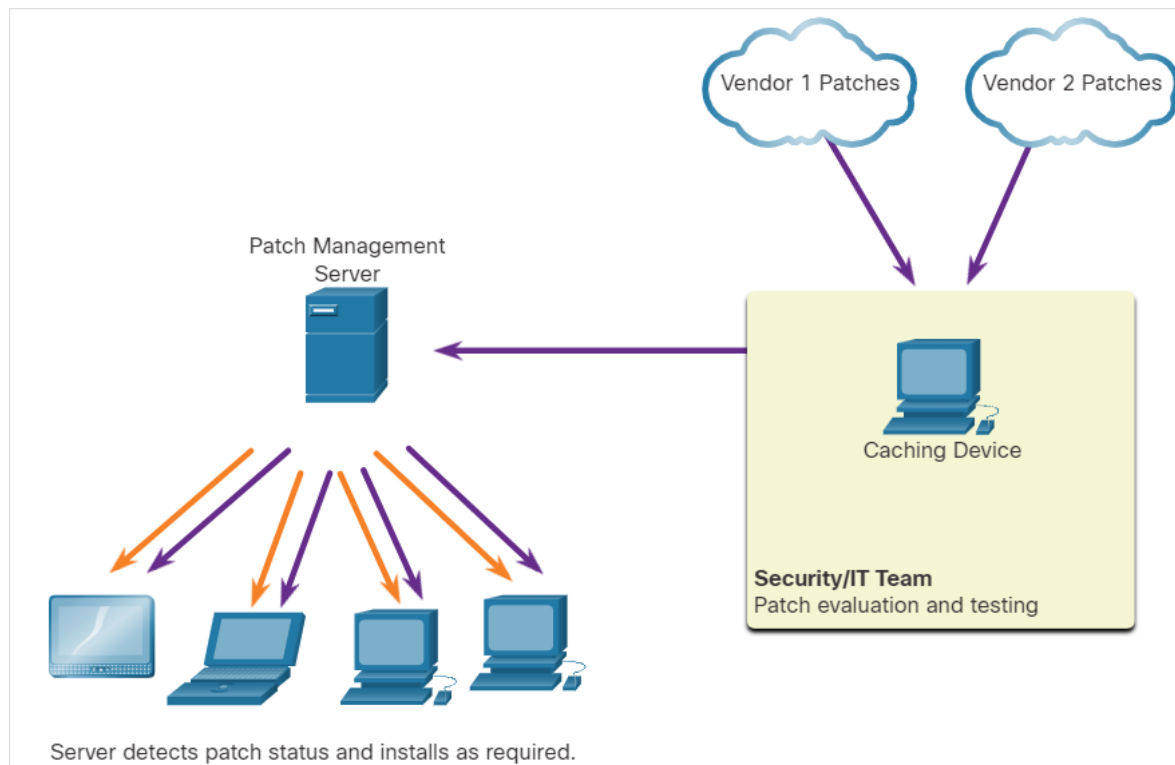 Vendor 1 Patches
Vendor 2 Patches
Patch Management
Server
Caching Device
Security/IT Team
Patch evaluation and testing
Server detects patch status and installs as required.